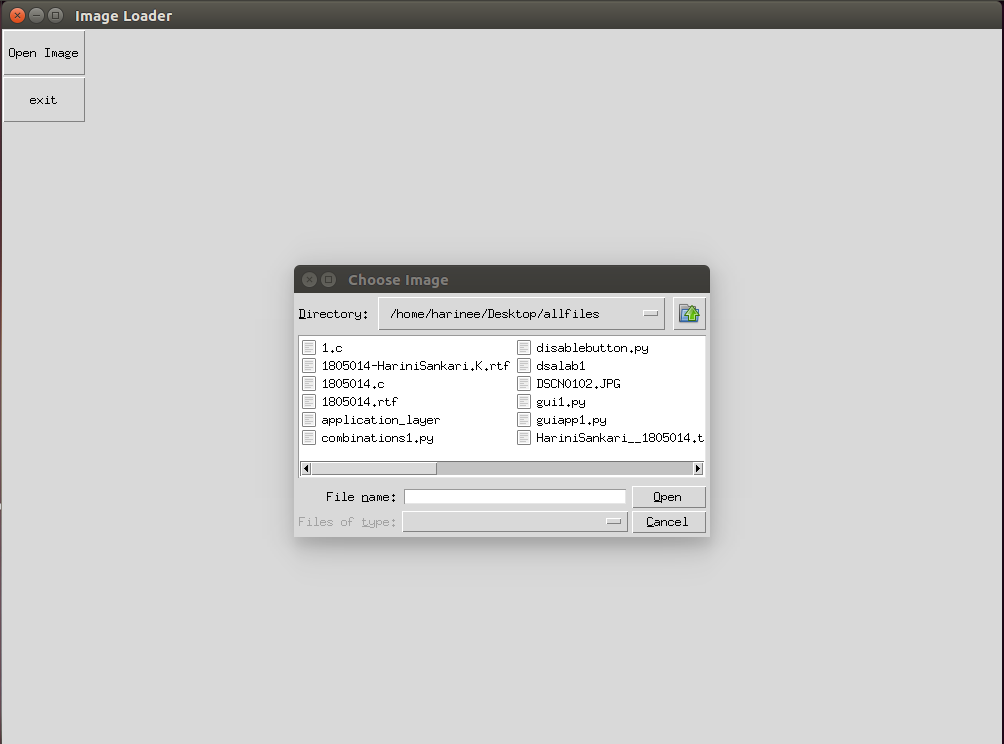 Image Loader
Open Image
exit
Choose Image
Directory: /home/harinee/Desktop/allfiles
1.c
1805014-HariniSankari.K.rtf
1805014.c
1805014.rtf
application_layer
combinations1.py
disablebutton.py
dsalab1
DSCN0102.JPG
gui1.py
guiapp1.py
HariniSankari__1805014.t
File name: Open
Files of type: Cancel